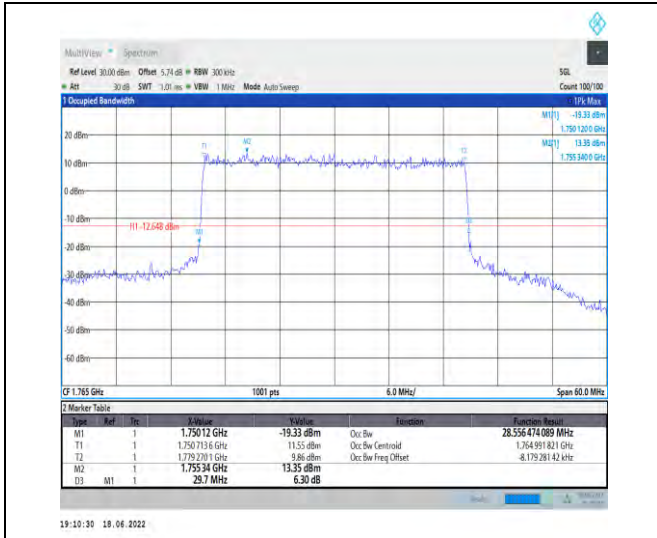 MultiView Spectrum
Ref Level 30.00 dBm Offset 5.74 dB RBW 300 kHz SGL
Att 30 dB SWT 1.01 ms VBW 1 MHz Mode Auto Sweep Count 100/100
1 Occupied Bandwidth 1Pk Max
M1[1] -19.33 dBm
1.750 120 0 GHz
M2[1] 13.35 dBm
1.755 340 0 GHz
20 dBm
T1 M2 T2
10 dBm
0 dBm
-10 dBm
H1 -12.648 dBm
M1
-30 dBm
-40 dBm
-50 dBm
-60 dBm
CF 1.765 GHz 1001 pts 6.0 MHz/ Span 60.0 MHz
2 Marker Table
Type Ref Trc X-Value Y-Value Function Function Result
M1 1 1.75012 GHz -19.33 dBm Occ Bw 28.556 474 089 MHz
T1 1 1.750 713 6 GHz 11.55 dBm Occ Bw Centroid 1.764 991 821 GHz
T2 1 1.779 270 1 GHz 9.86 dBm Occ Bw Freq Offset -8.179 281 42 kHz
M2 1 1.75534 GHz 13.35 dBm
D3 M1 1 29.7 MHz 6.30 dB
19:10:30 18.06.2022